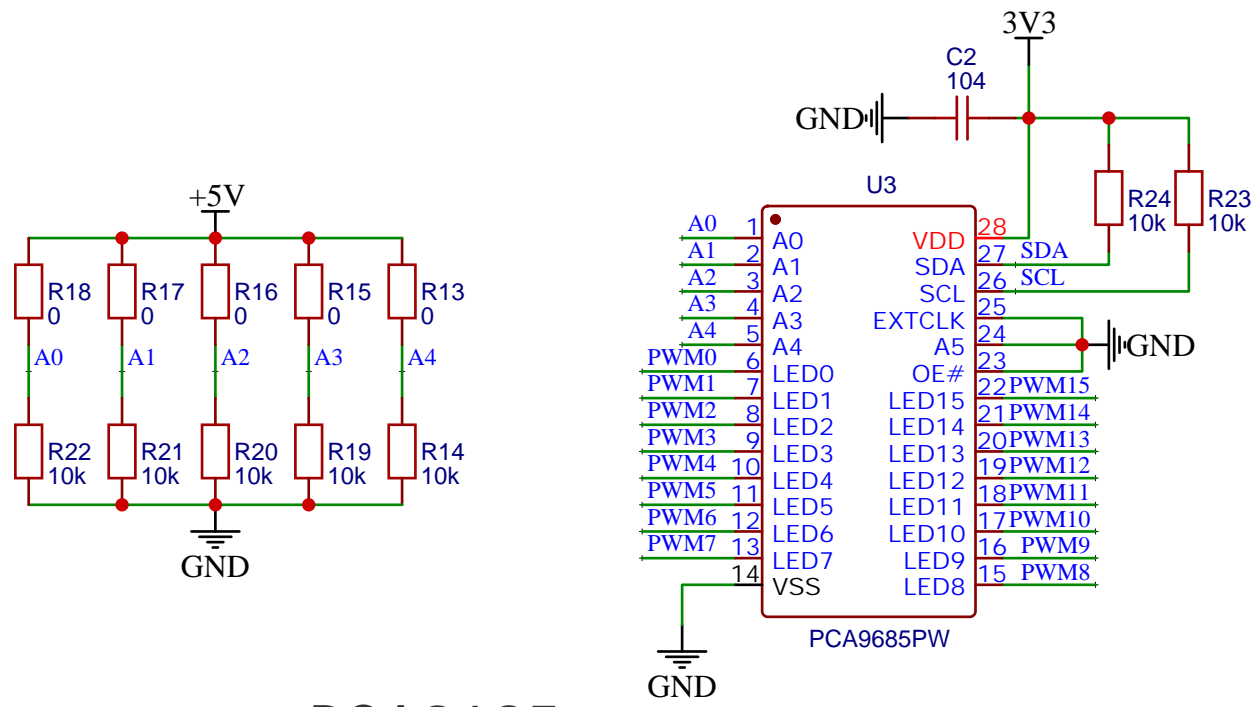 +5V
R18
0
R17
0
R16
0
R15
0
R13
0
A0
A1
A2
A3
A4
R22
10k
R21
10k
R20
10k
R19
10k
R14
10k
GND
3V3
C2
104
GND
R24
10k
R23
10k
U3
A0 1 A0
A1 2 A1
A2 3 A2
A3 4 A3
A4 5 A4
PWM0 6 LED0
PWM1 7 LED1
PWM2 8 LED2
PWM3 9 LED3
PWM4 10 LED4
PWM5 11 LED5
PWM6 12 LED6
PWM7 13 LED7
14 VSS
VDD 28
SDA 27 SDA
SCL 26 SCL
EXTCLK 25
A5 24
OE# 23
GND
LED15 22 PWM15
LED14 21 PWM14
LED13 20 PWM13
LED12 19 PWM12
LED11 18 PWM11
LED10 17 PWM10
LED9 16 PWM9
LED8 15 PWM8
PCA9685PW
GND